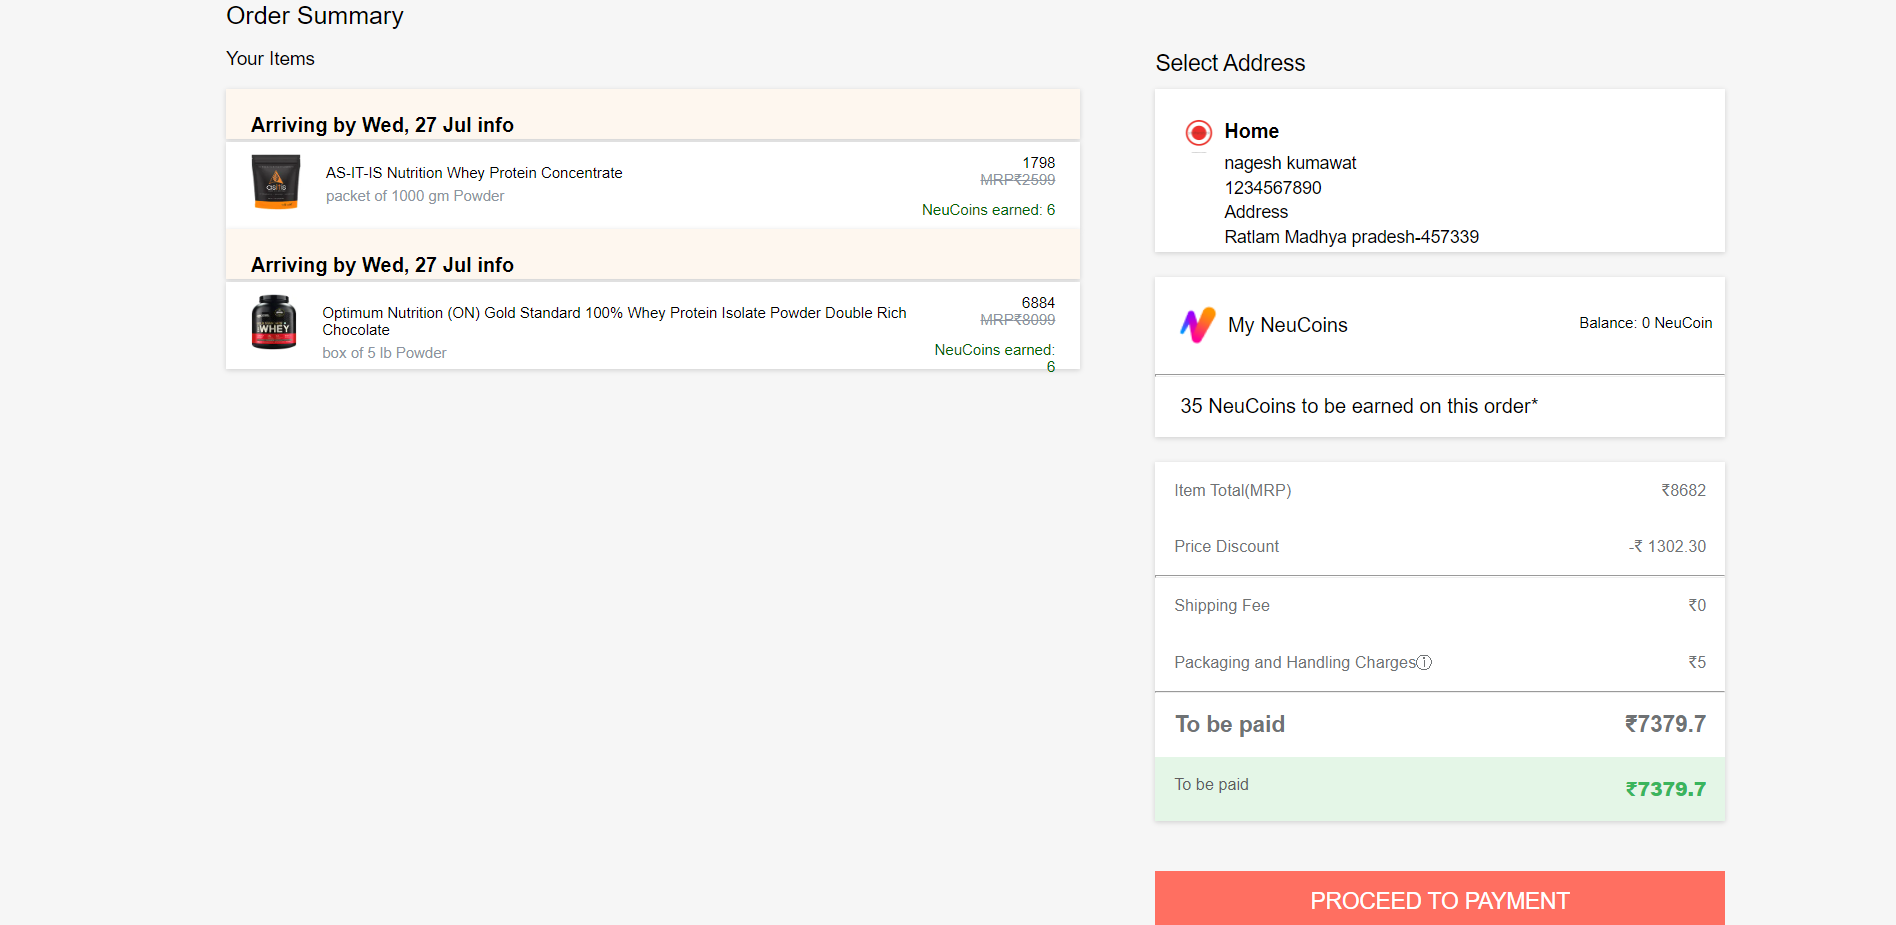 Order Summary
Your Items
Arriving by Wed, 27 Jul info
AS-IT-IS Nutrition Whey Protein Concentrate
packet of 1000 gm Powder
1798
MRP₹2599
NeuCoins earned: 6
Arriving by Wed, 27 Jul info
WHEY
Optimum Nutrition (ON) Gold Standard 100% Whey Protein Isolate Powder Double Rich
Chocolate
box of 5 lb Powder
6884
MRP₹8099
NeuCoins earned:
6
Select Address
Home
nagesh kumawat
1234567890
Address
Ratlam Madhya pradesh-457339
My NeuCoins
Balance: 0 NeuCoin
35 NeuCoins to be earned on this order*
Item Total(MRP) ₹8682
Price Discount -₹ 1302.30
Shipping Fee ₹0
Packaging and Handling Chargesⓘ ₹5
To be paid ₹7379.7
To be paid ₹7379.7
PROCEED TO PAYMENT